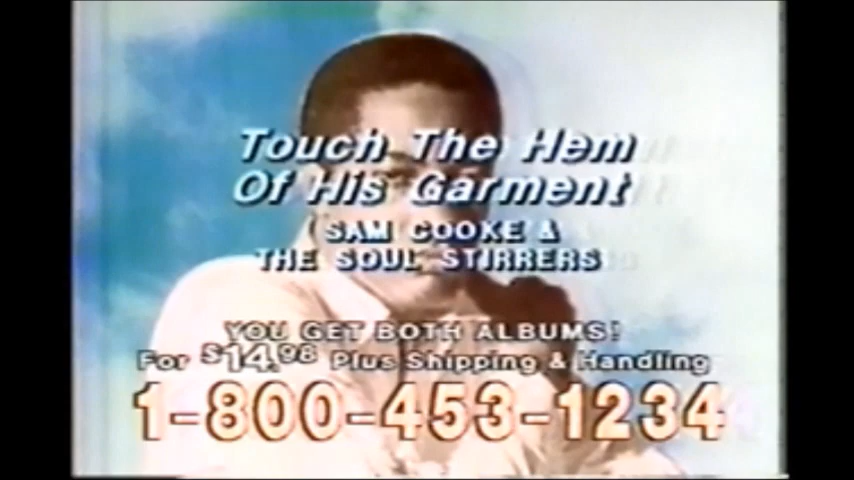 Touch The Hem
Of His Garment
(SAM COOKE &
THE SOUL STIRRERS)
YOU GET BOTH ALBUMS!
For $14.98 Plus Shipping & Handling
1-800-453-1234